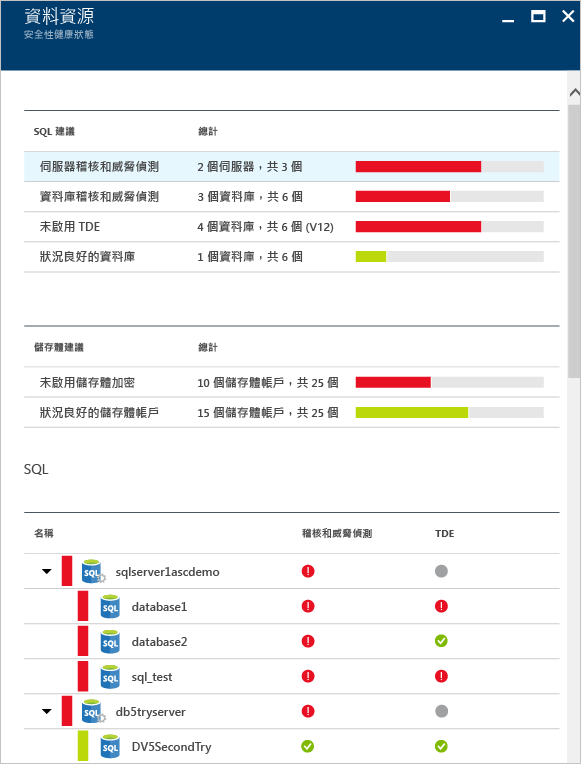 資料資源
安全性健康狀態
SQL 建議 總計
伺服器稽核和威脅偵測 2 個伺服器，共 3 個
資料庫稽核和威脅偵測 3 個資料庫，共 6 個
未啟用 TDE 4 個資料庫，共 6 個 (V12)
狀況良好的資料庫 1 個資料庫，共 6 個
儲存體建議 總計
未啟用儲存體加密 10 個儲存體帳戶，共 25 個
狀況良好的儲存體帳戶 15 個儲存體帳戶，共 25 個
SQL
名稱 稽核和威脅偵測 TDE
SQL sqlserver1ascdemo
SQL database1
SQL database2
SQL sql_test
SQL db5tryserver
SQL DV5SecondTry